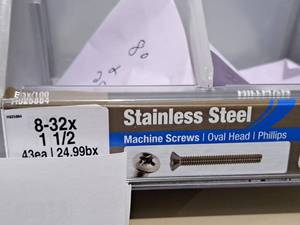 8-32x
1 1/2
43ea | 24.99bx
Stainless Steel
Machine Screws | Oval Head | Phillips